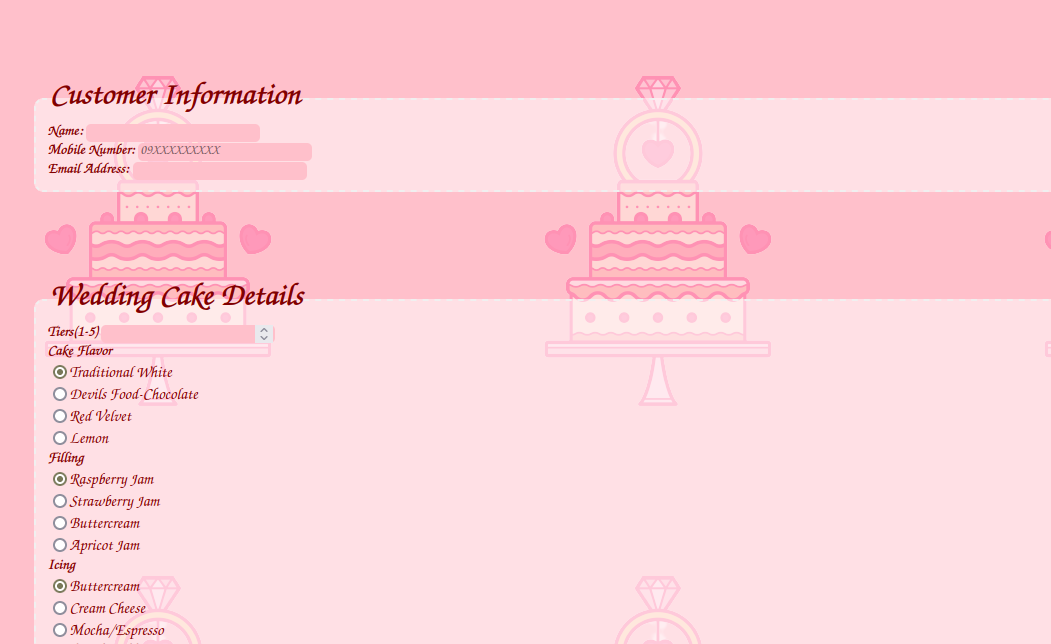 Customer Information
Name:
Mobile Number: 09XXXXXXXXX
Email Address:
Wedding Cake Details
Tiers(1-5)
Cake Flavor
Traditional White
Devils Food-Chocolate
Red Velvet
Lemon
Filling
Raspberry Jam
Strawberry Jam
Buttercream
Apricot Jam
Icing
Buttercream
Cream Cheese
Mocha/Espresso